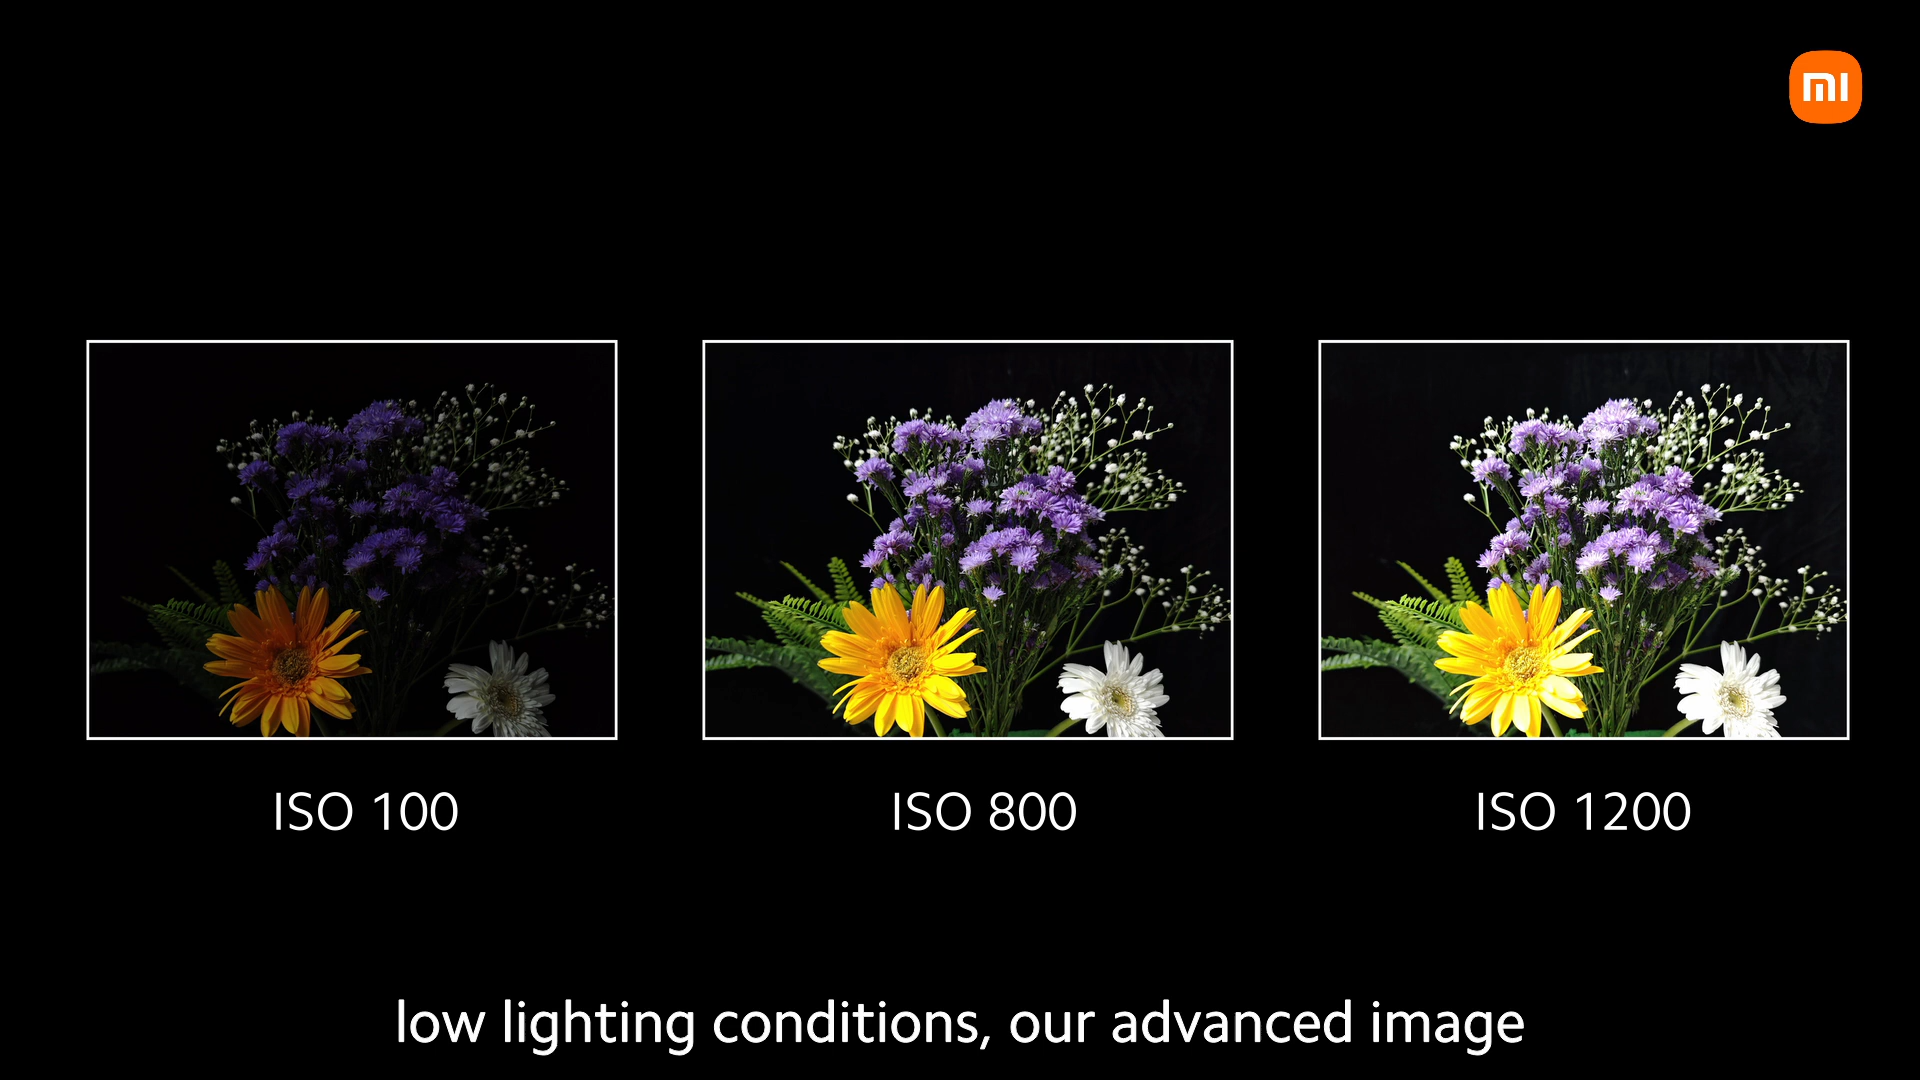 mi
ISO 100
ISO 800
ISO 1200
low lighting conditions, our advanced image